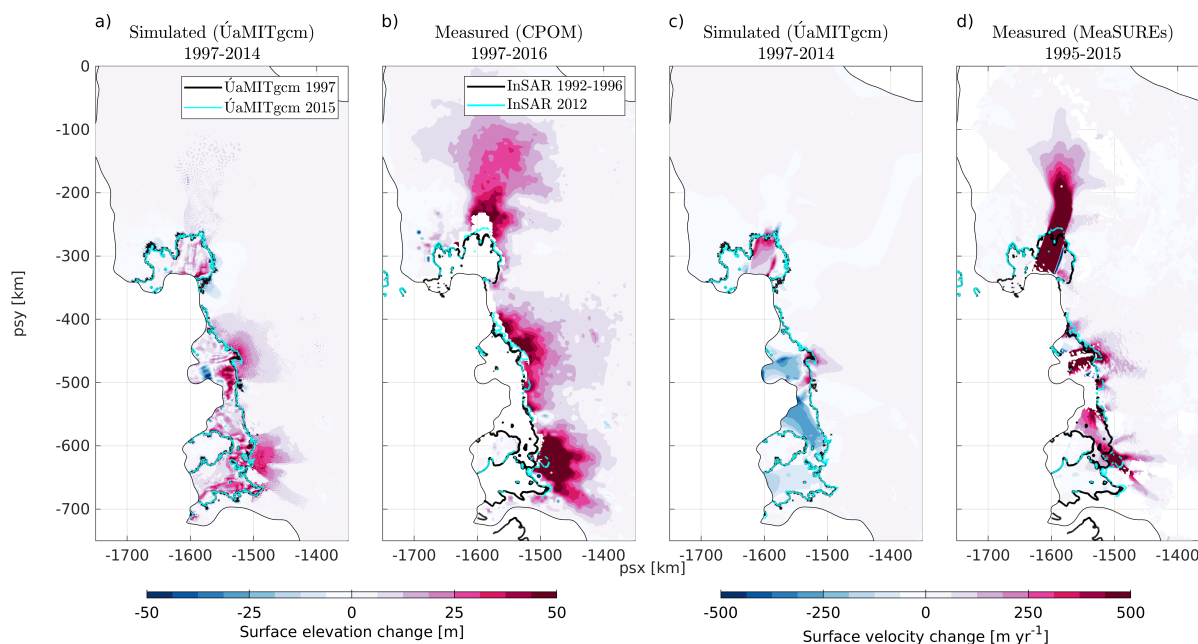 a)
Simulated (ÚaMITgcm)
1997-2014
b)
Measured (CPOM)
1997-2016
c)
Simulated (ÚaMITgcm)
1997-2014
d)
Measured (MeaSUREs)
1995-2015
ÚaMITgcm 1997
ÚaMITgcm 2015
InSAR 1992-1996
InSAR 2012
0
-100
-200
-300
-400
-500
-600
-700
psy [km]
-1700 -1600 -1500 -1400
-1700 -1600 -1500 -1400
-1700 -1600 -1500 -1400
-1700 -1600 -1500 -1400
psx [km]
-50 -25 0 25 50
Surface elevation change [m]
-500 -250 0 250 500
Surface velocity change [m yr⁻¹]